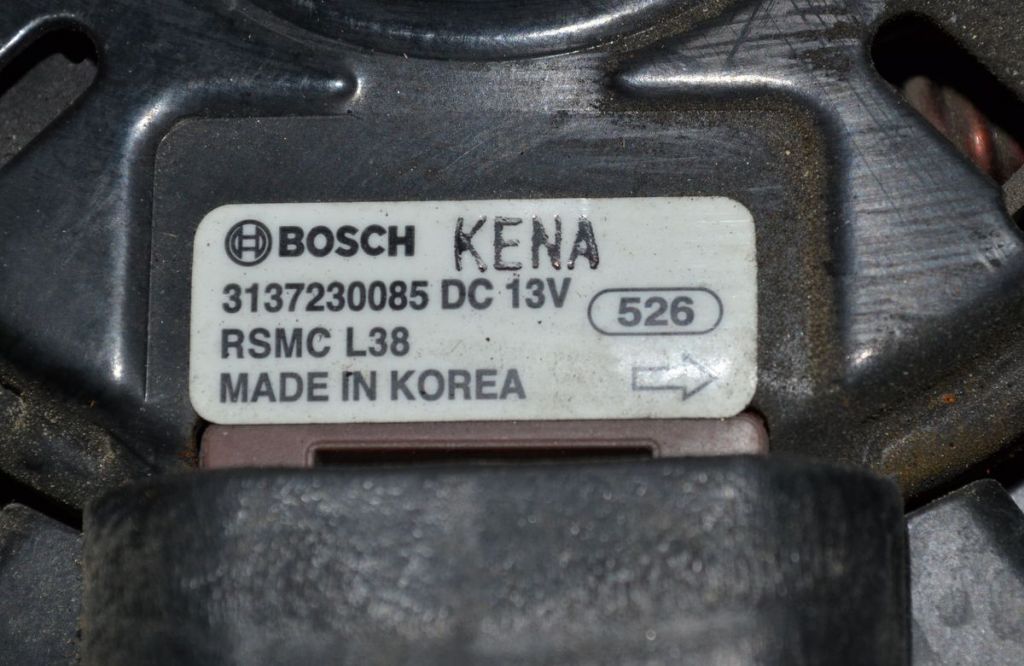 BOSCH KENA
3137230085 DC 13V
526
RSMC L38
MADE IN KOREA